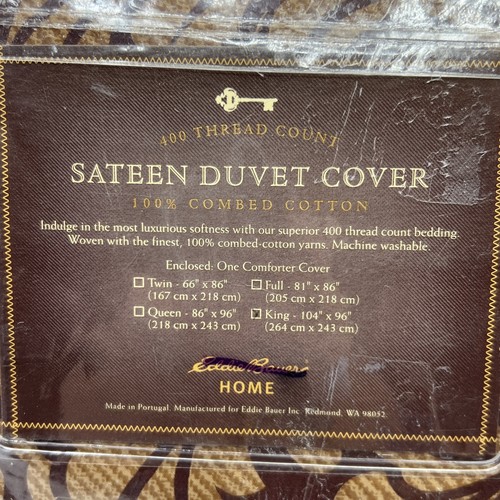 400 THREAD COUNT
SATEEN DUVET COVER
100% COMBED COTTON
Indulge in the most luxurious softness with our superior 400 thread count bedding.
Woven with the finest, 100% combed-cotton yarns. Machine washable.
Enclosed: One Comforter Cover
Twin - 66" x 86" Full - 81" x 86"
(167 cm x 218 cm) (205 cm x 218 cm)
Queen - 86" x 96" King - 104" x 96"
(218 cm x 243 cm) (264 cm x 243 cm)
Eddie Bauer
HOME
Made in Portugal. Manufactured for Eddie Bauer Inc. Redmond, WA 98052